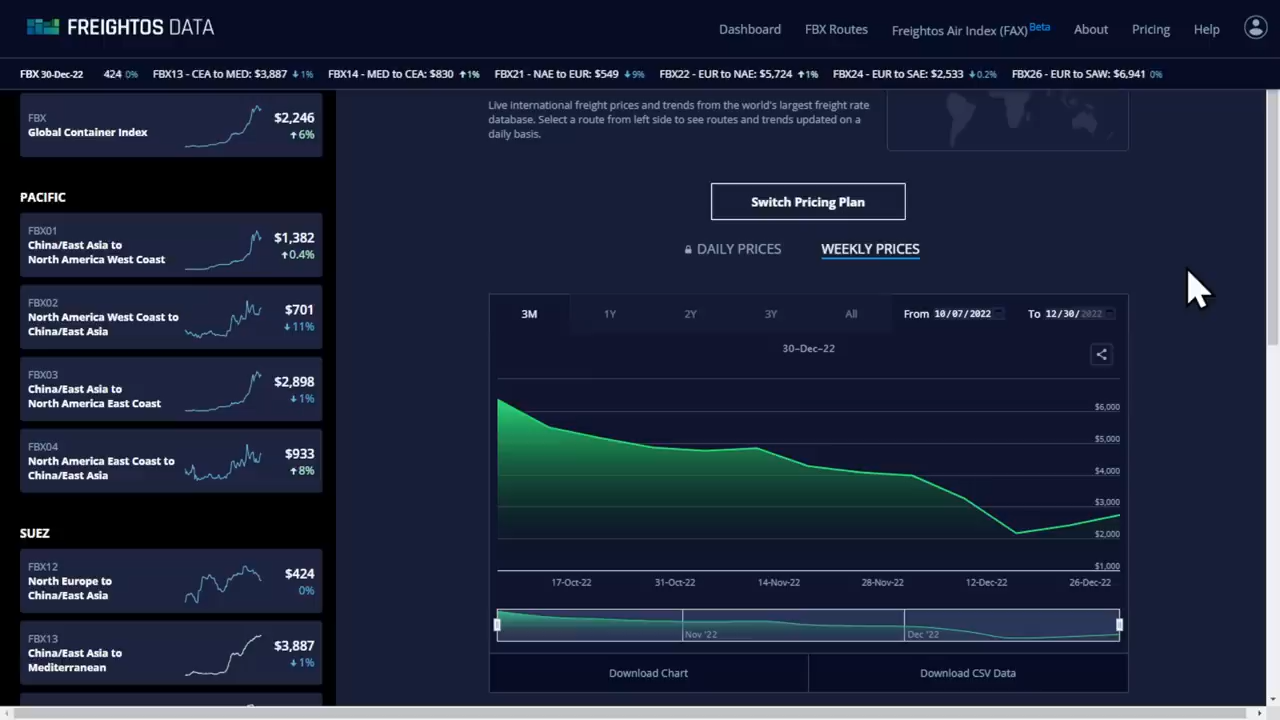 FREIGHTOS DATA
Dashboard
FBX Routes
Freightos Air Index (FAX) Beta
About
Pricing
Help
FBX 30-Dec-22
424 0% FBX13 - CEA to MED: $3,887 ↓1% FBX14 - MED to CEA: $830 ↑1% FBX21 - NAE to EUR: $549 ↓9% FBX22 - EUR to NAE: $5,724 ↑1% FBX24 - EUR to SAE: $2,533 ↓0.2% FBX26 - EUR to SAW: $6,941 0%
FBX
Global Container Index
$2,246
↑6%
PACIFIC
FBX01
China/East Asia to
North America West Coast
$1,382
↑0.4%
FBX02
North America West Coast to
China/East Asia
$701
↓11%
FBX03
China/East Asia to
North America East Coast
$2,898
↓1%
FBX04
North America East Coast to
China/East Asia
$933
↑8%
SUEZ
FBX12
North Europe to
China/East Asia
$424
0%
FBX13
China/East Asia to
Mediterranean
$3,887
↓1%
Live international freight prices and trends from the world's largest freight rate
database. Select a route from left side to see routes and trends updated on a
daily basis.
Switch Pricing Plan
DAILY PRICES
WEEKLY PRICES
3M
1Y
2Y
3Y
All
From 10/07/2022
To 12/30/2022
30-Dec-22
$6,000
$5,000
$4,000
$3,000
$2,000
$1,000
17-Oct-22
31-Oct-22
14-Nov-22
28-Nov-22
12-Dec-22
26-Dec-22
Nov '22
Dec '22
Download Chart
Download CSV Data